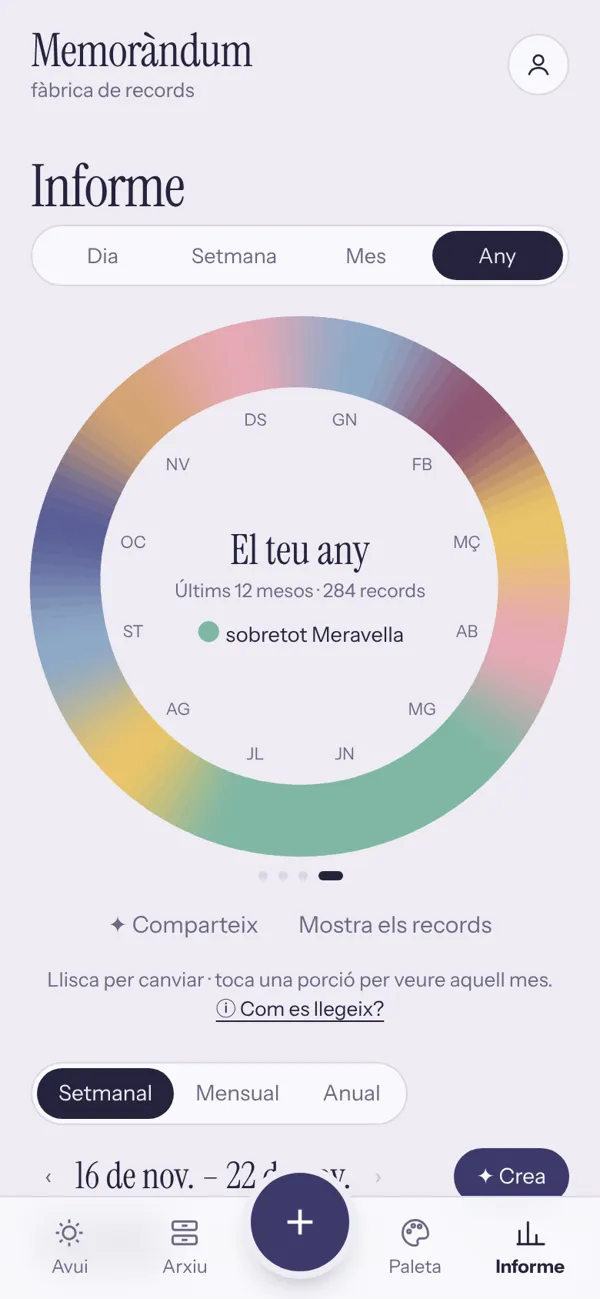 Memoràndum
fàbrica de records
Informe
Dia Setmana Mes Any
DS GN
NV FB
OC MÇ
El teu any
Últims 12 mesos · 284 records
ST AB
sobretot Meravella
AG MG
JL JN
✦ Comparteix Mostra els records
Llisca per canviar · toca una porció per veure aquell mes.
ⓘ Com es llegeix?
Setmanal Mensual Anual
‹ 16 de nov. – 22 de nov. ›
✦ Crea
+
Avui Arxiu Paleta Informe